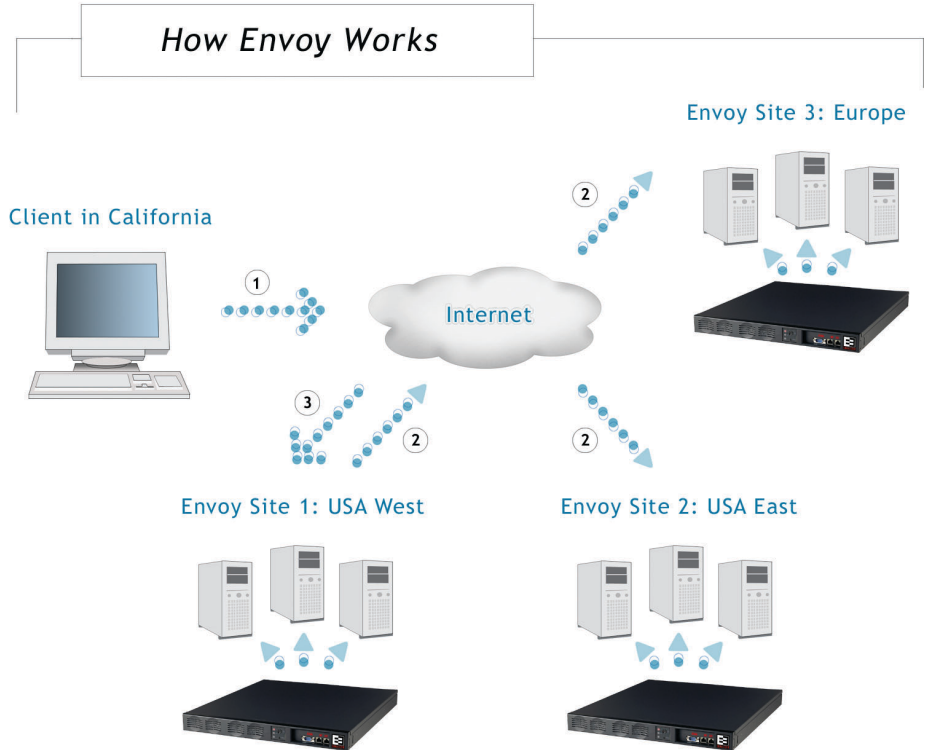 How Envoy Works
Envoy Site 3: Europe
2
Client in California
1
Internet
3
2
2
Envoy Site 1: USA West
Envoy Site 2: USA East